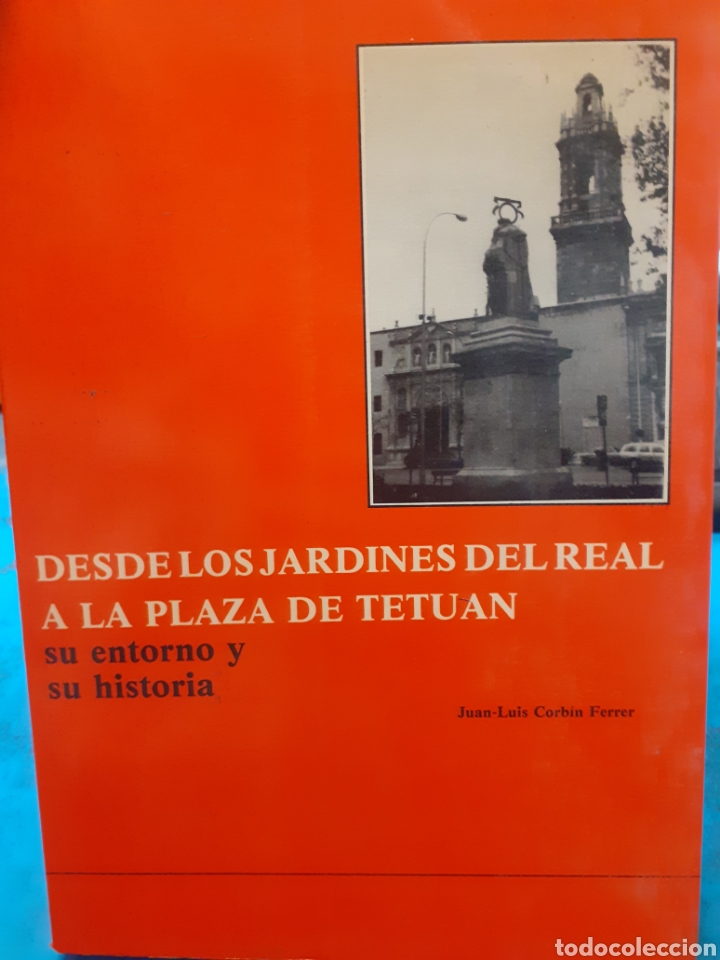 DESDE LOS JARDINES DEL REAL
A LA PLAZA DE TETUAN
su entorno y
su historia
Juan-Luis Corbín Ferrer
todocoleccion